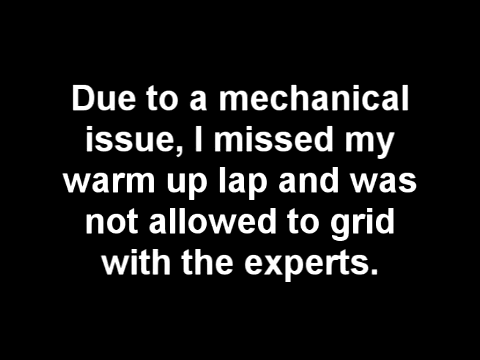 Due to a mechanical
issue, I missed my
warm up lap and was
not allowed to grid
with the experts.